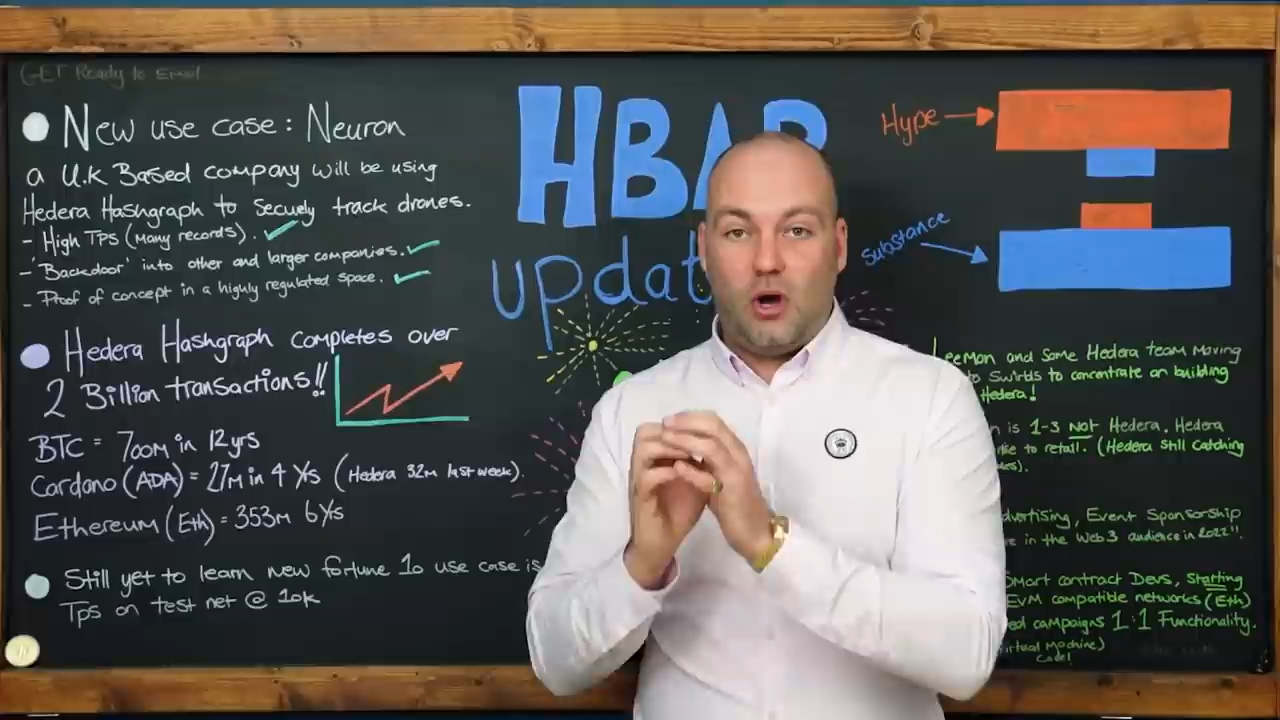 GET Ready to Email
New use case: Neuron
a U.K Based company will be using
Hedera Hashgraph to Securely track drones.
- High TPS (Many records).
- 'Backdoor' into other and larger companies.
- Proof of concept in a highly regulated space.
Hedera Hashgraph completes over
2 Billion transactions!!
BTC = 700M in 12yrs
Cardano (ADA) = 27M in 4 Yrs (Hedera 32M last week).
Ethereum (Eth) = 353M 6Yrs
Still yet to learn new fortune 10 use case is
Tps on test net @ 10K
HBAR
updat
Hype
Substance
Leemon and some Hedera team moving
to Swirlds to concentrate on building
Hedera!
is 1-3 Not Hedera. Hedera
to retail. (Hedera Still catching
dvertising, Event Sponsorship
in the Web3 audience in 2022!!
Smart contract Devs, Starting
EVM compatible networks (Eth)
ed campaigns 1:1 Functionality.
irtual Machine)
Code!